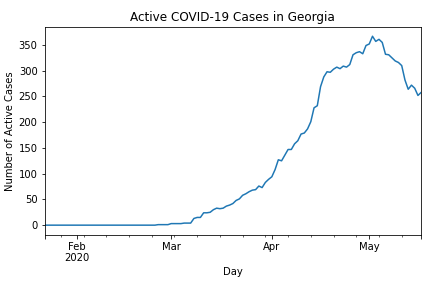 Active COVID-19 Cases in Georgia
Number of Active Cases
350
300
250
200
150
100
50
0
Feb
2020
Mar
Apr
May
Day